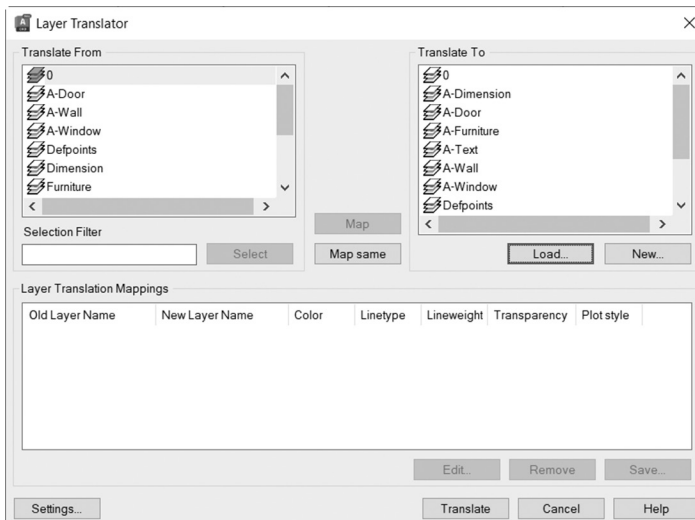 Layer Translator
Translate From
0
A-Door
A-Wall
A-Window
Defpoints
Dimension
Furniture
Selection Filter
Select
Map
Map same
Translate To
0
A-Dimension
A-Door
A-Furniture
A-Text
A-Wall
A-Window
Defpoints
Load...
New...
Layer Translation Mappings
Old Layer Name New Layer Name Color Linetype Lineweight Transparency Plot style
Edit... Remove Save...
Settings... Translate Cancel Help